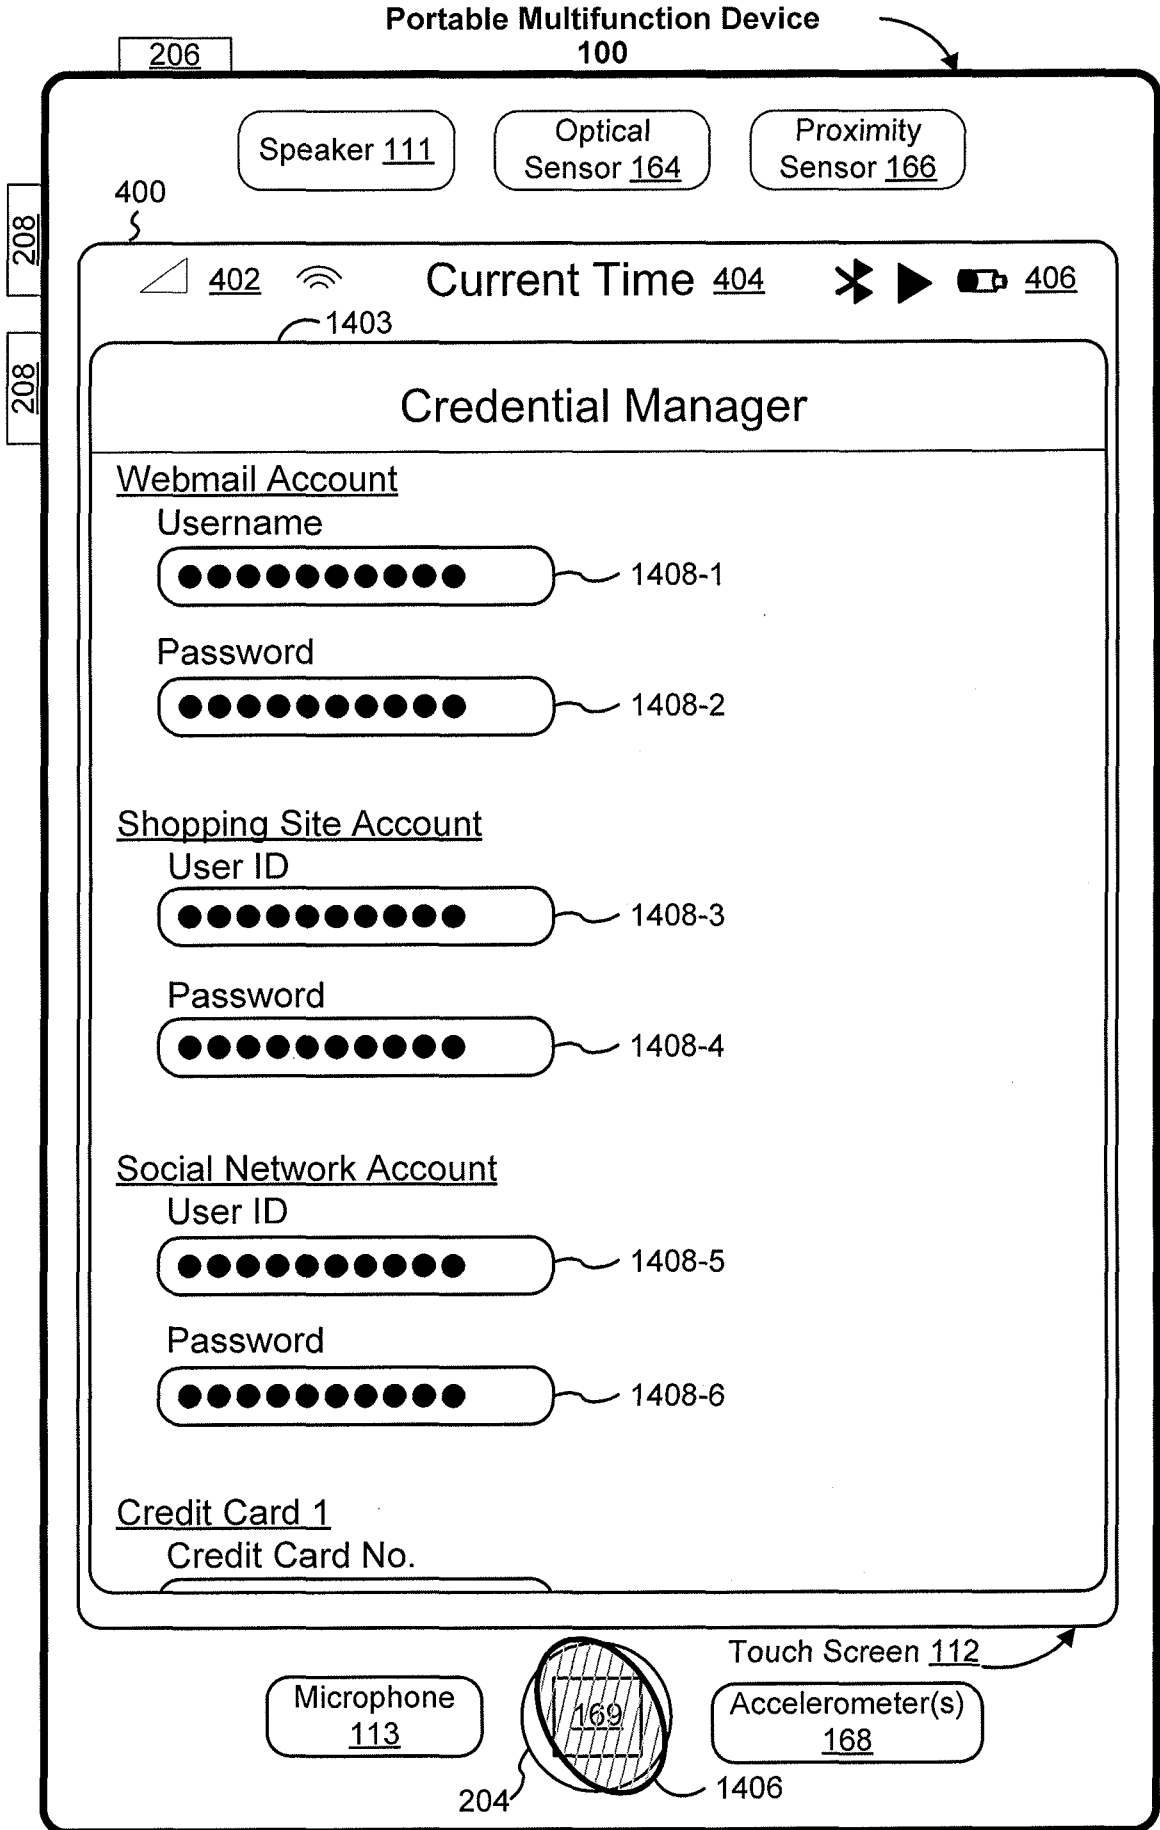 Portable Multifunction Device
100
206
Speaker 111
Optical
Sensor 164
Proximity
Sensor 166
400
208
402
Current Time 404
406
1403
208
Credential Manager
Webmail Account
Username
1408-1
Password
1408-2
Shopping Site Account
User ID
1408-3
Password
1408-4
Social Network Account
User ID
1408-5
Password
1408-6
Credit Card 1
Credit Card No.
Touch Screen 112
Microphone
113
169
Accelerometer(s)
168
204
1406